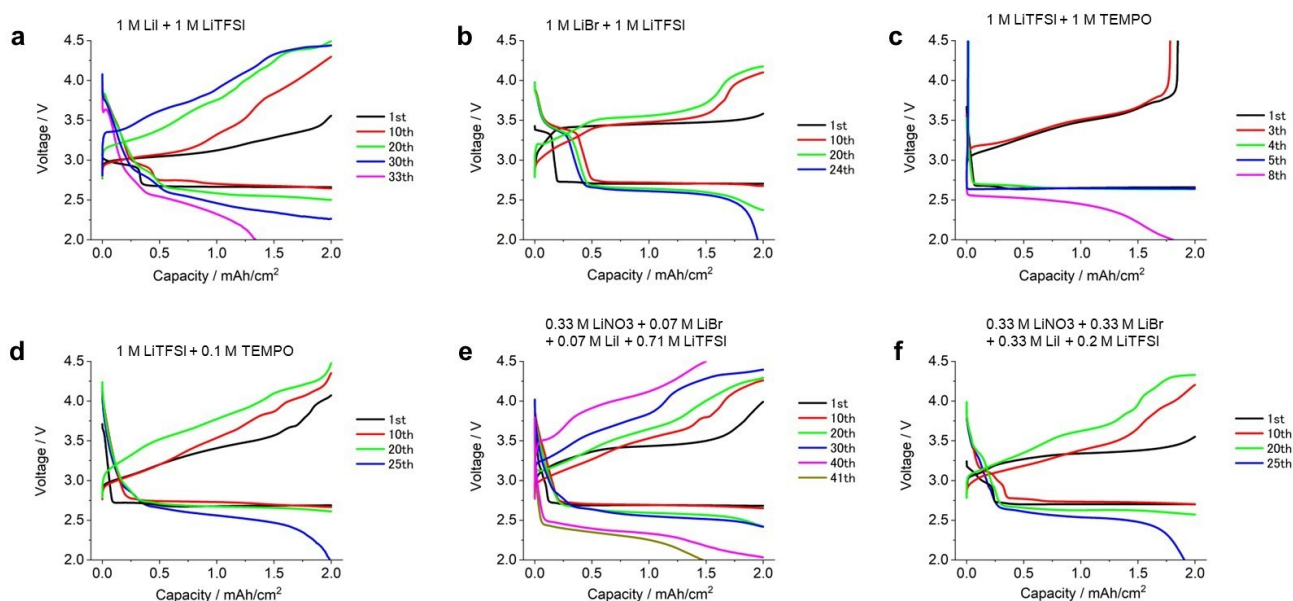 a
1 M LiI + 1 M LiTFSI
4.5
4.0
3.5
3.0
2.5
2.0
Voltage / V
0.0 0.5 1.0 1.5 2.0
Capacity / mAh/cm²
1st
10th
20th
30th
33th
b
1 M LiBr + 1 M LiTFSI
4.5
4.0
3.5
3.0
2.5
2.0
Voltage / V
0.0 0.5 1.0 1.5 2.0
Capacity / mAh/cm²
1st
10th
20th
24th
c
1 M LiTFSI + 1 M TEMPO
4.5
4.0
3.5
3.0
2.5
2.0
Voltage / V
0.0 0.5 1.0 1.5 2.0
Capacity / mAh/cm²
1st
3th
4th
5th
8th
d
1 M LiTFSI + 0.1 M TEMPO
4.5
4.0
3.5
3.0
2.5
2.0
Voltage / V
0.0 0.5 1.0 1.5 2.0
Capacity / mAh/cm²
1st
10th
20th
25th
e
0.33 M LiNO3 + 0.07 M LiBr
+ 0.07 M LiI + 0.71 M LiTFSI
4.5
4.0
3.5
3.0
2.5
2.0
Voltage / V
0.0 0.5 1.0 1.5 2.0
Capacity / mAh/cm²
1st
10th
20th
30th
40th
41th
f
0.33 M LiNO3 + 0.33 M LiBr
+ 0.33 M LiI + 0.2 M LiTFSI
4.5
4.0
3.5
3.0
2.5
2.0
Voltage / V
0.0 0.5 1.0 1.5 2.0
Capacity / mAh/cm²
1st
10th
20th
25th